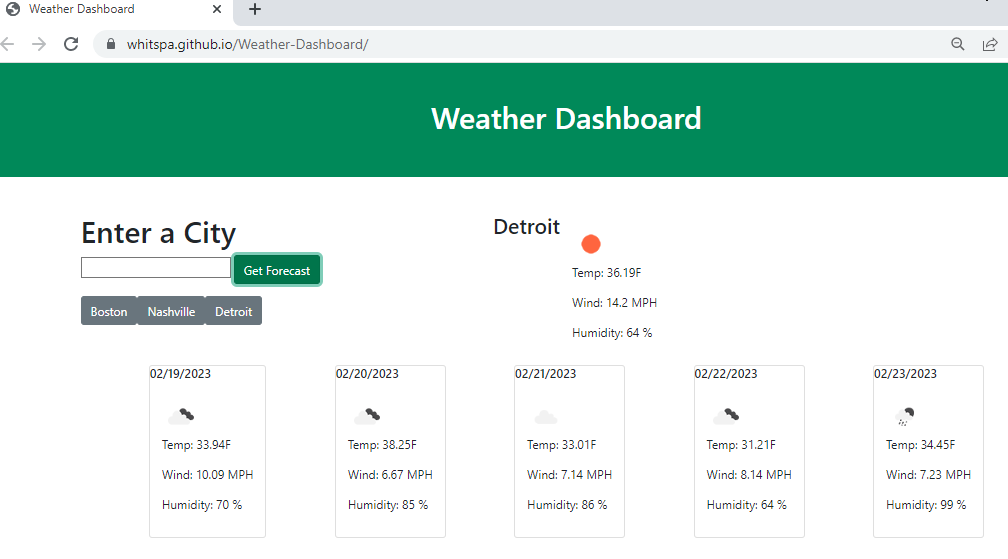 Weather Dashboard
whitspa.github.io/Weather-Dashboard/
Weather Dashboard
Enter a City
Get Forecast
Boston Nashville Detroit
Detroit
Temp: 36.19F
Wind: 14.2 MPH
Humidity: 64 %
02/19/2023
Temp: 33.94F
Wind: 10.09 MPH
Humidity: 70 %
02/20/2023
Temp: 38.25F
Wind: 6.67 MPH
Humidity: 85 %
02/21/2023
Temp: 33.01F
Wind: 7.14 MPH
Humidity: 86 %
02/22/2023
Temp: 31.21F
Wind: 8.14 MPH
Humidity: 64 %
02/23/2023
Temp: 34.45F
Wind: 7.23 MPH
Humidity: 99 %